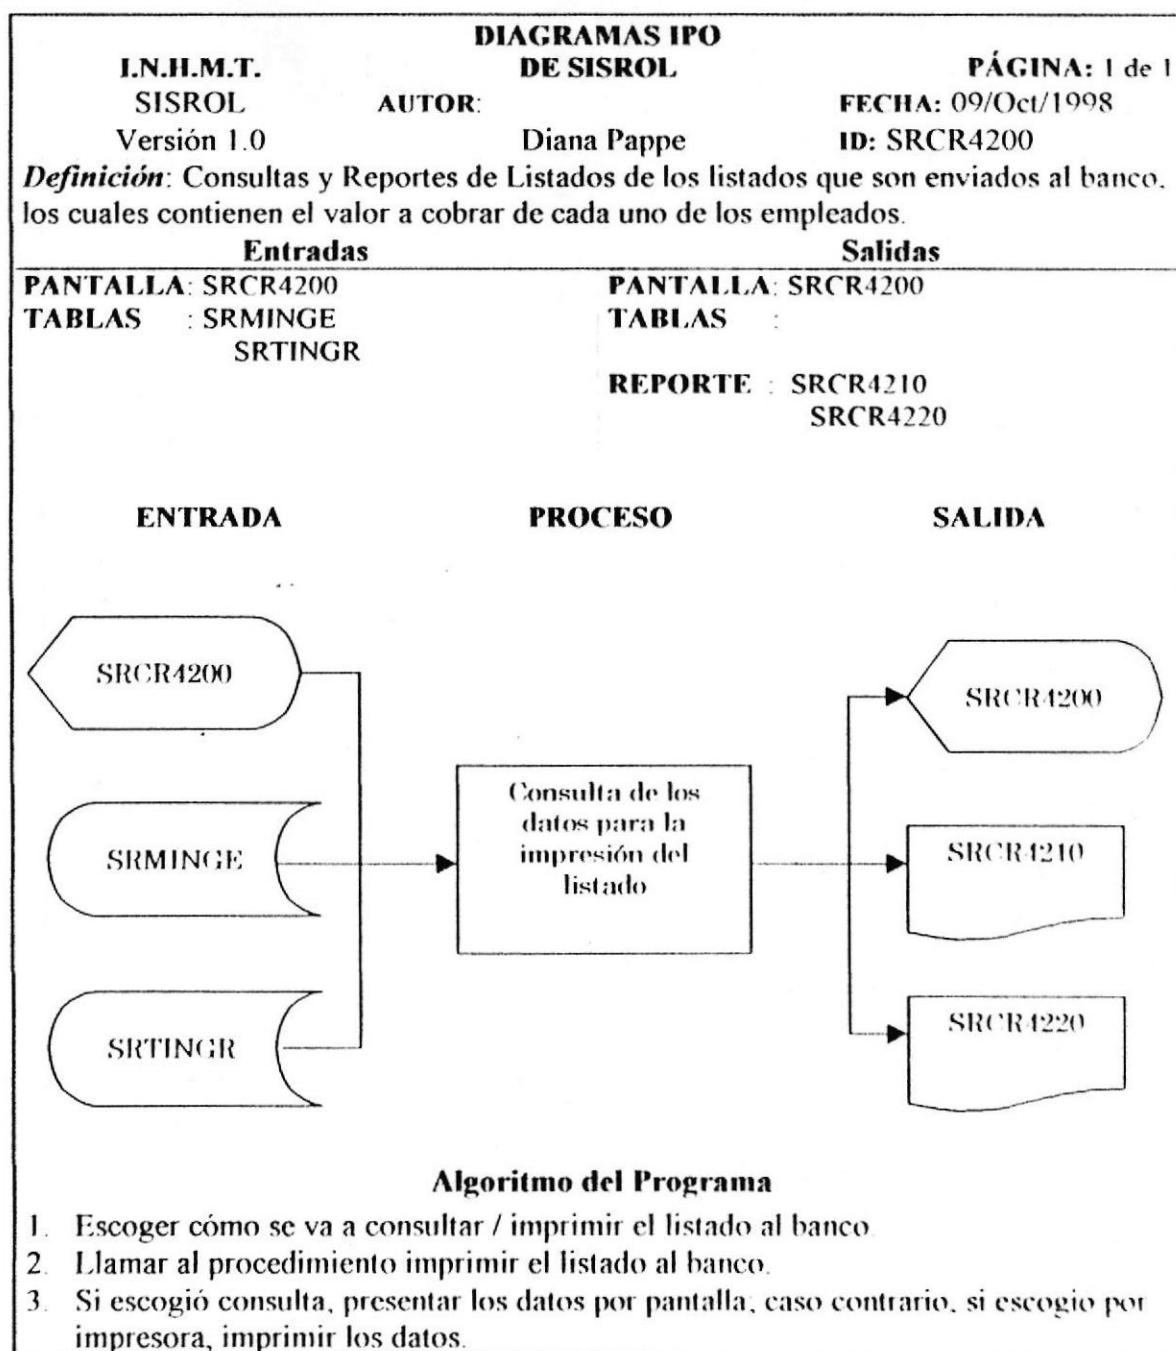 DIAGRAMAS IPO
I.N.H.M.T. DE SISROL PÁGINA: 1 de 1
SISROL AUTOR: FECHA: 09/Oct/1998
Versión 1.0 Diana Pappe ID: SRCR4200
Definición: Consultas y Reportes de Listados de los listados que son enviados al banco,
los cuales contienen el valor a cobrar de cada uno de los empleados.
Entradas Salidas
PANTALLA: SRCR4200 PANTALLA: SRCR4200
TABLAS : SRMINGE TABLAS :
SRTINGR
REPORTE : SRCR4210
SRCR4220
ENTRADA PROCESO SALIDA
SRCR4200
SRCR4200
Consulta de los
datos para la
impresión del
listado
SRMINGE
SRCR4210
SRTINGR
SRCR4220
Algoritmo del Programa
1. Escoger cómo se va a consultar / imprimir el listado al banco.
2. Llamar al procedimiento imprimir el listado al banco.
3. Si escogió consulta, presentar los datos por pantalla, caso contrario, si escogio por
impresora, imprimir los datos.